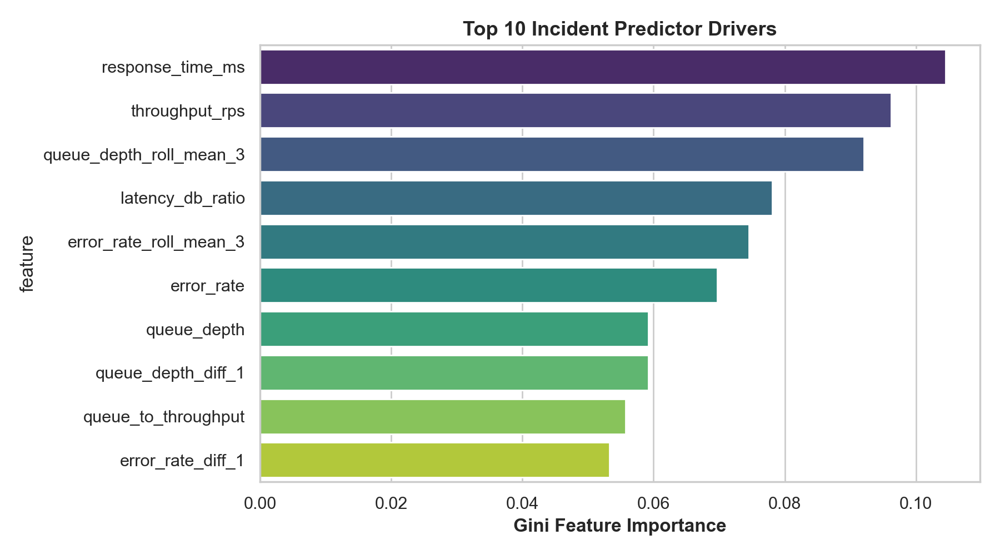 Top 10 Incident Predictor Drivers
response_time_ms
throughput_rps
queue_depth_roll_mean_3
latency_db_ratio
error_rate_roll_mean_3
error_rate
queue_depth
queue_depth_diff_1
queue_to_throughput
error_rate_diff_1
feature
0.00 0.02 0.04 0.06 0.08 0.10
Gini Feature Importance